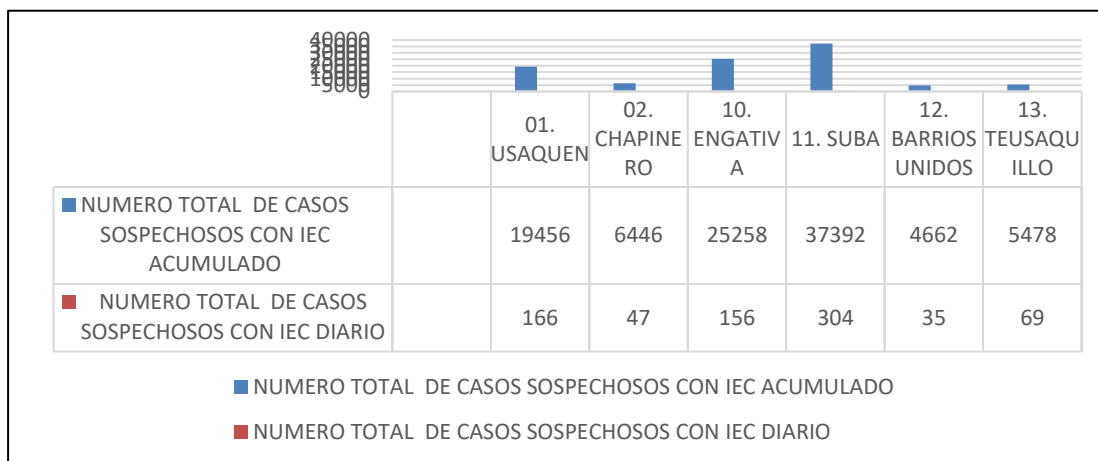 40000
35000
30000
25000
20000
15000
10000
5000
0
01. USAQUEN
02. CHAPINE RO
10. ENGATIV A
11. SUBA
12. BARRIOS UNIDOS
13. TEUSAQU ILLO
NUMERO TOTAL DE CASOS
SOSPECHOSOS CON IEC
ACUMULADO
19456 6446 25258 37392 4662 5478
NUMERO TOTAL DE CASOS
SOSPECHOSOS CON IEC DIARIO
166 47 156 304 35 69
NUMERO TOTAL DE CASOS SOSPECHOSOS CON IEC ACUMULADO
NUMERO TOTAL DE CASOS SOSPECHOSOS CON IEC DIARIO